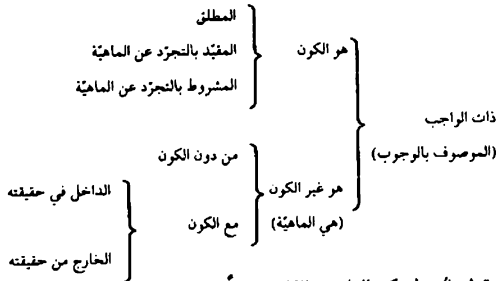 ذات الواجب
(الموصوف بالوجوب)
هو الكون
المطلق
المقيّد بالتجرّد عن الماهيّة
المشروط بالتجرّد عن الماهيّة
هو غير الكون
(هي الماهيّة)
من دون الكون
مع الكون
الداخل في حقيقته
الخارج من حقيقته